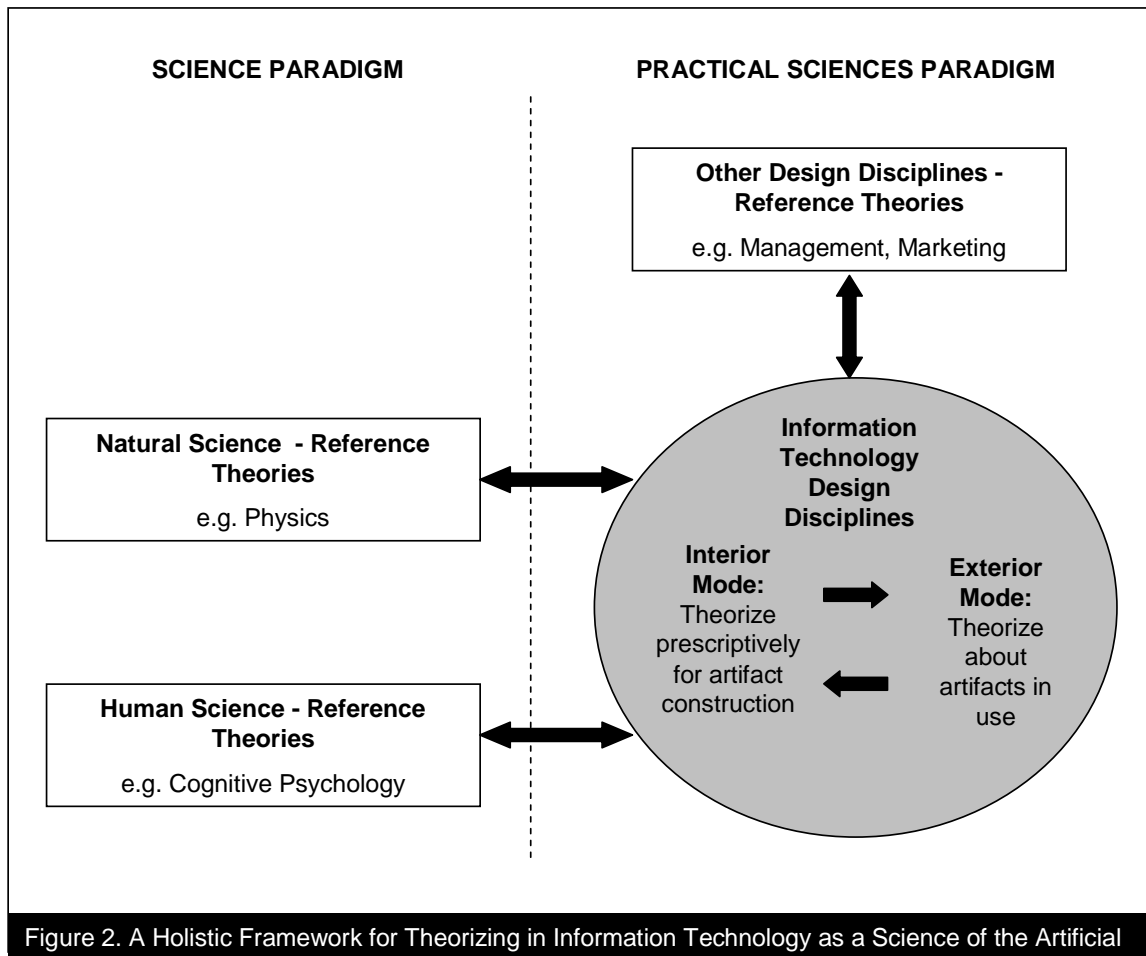 SCIENCE PARADIGM
PRACTICAL SCIENCES PARADIGM
Other Design Disciplines -
Reference Theories
e.g. Management, Marketing
Natural Science - Reference
Theories
e.g. Physics
Human Science - Reference
Theories
e.g. Cognitive Psychology
Information
Technology
Design
Disciplines
Interior
Mode:
Theorize
prescriptively
for artifact
construction
Exterior
Mode:
Theorize
about
artifacts in
use
Figure 2. A Holistic Framework for Theorizing in Information Technology as a Science of the Artificial